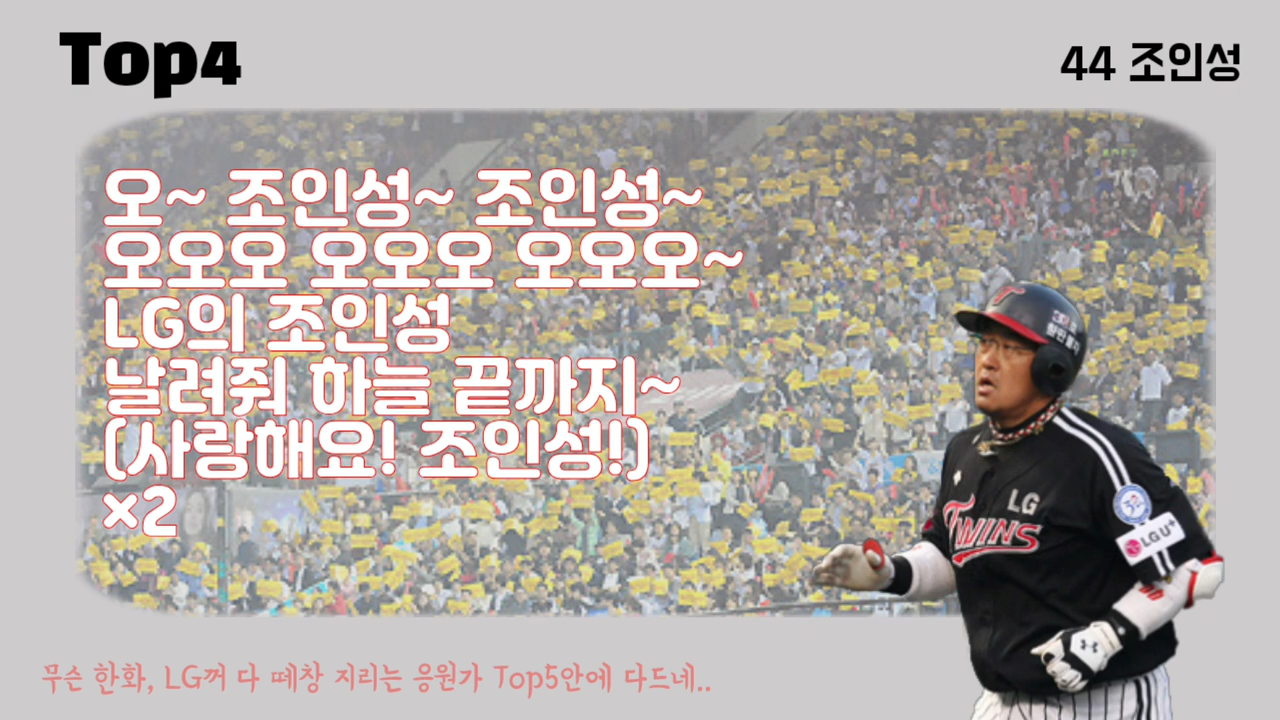 Top4
44 조인성
오~ 조인성~ 조인성~
오오오 오오오 오오오~
LG의 조인성
날려줘 하늘 끝까지~
(사랑해요! 조인성!)
×2
LG
TWINS
LG U+
무슨 한화, LG꺼 다 떼창 지리는 응원가 Top5안에 다드네..